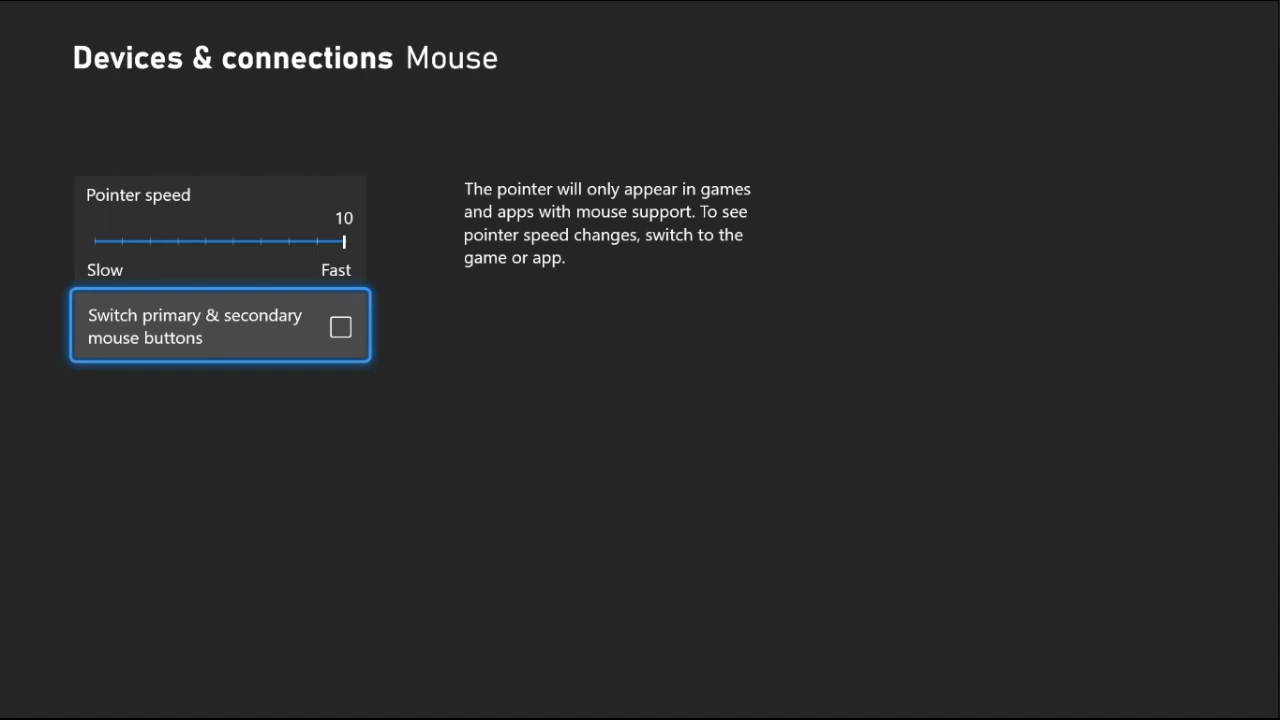 Devices & connections Mouse
Pointer speed
10
Slow Fast
Switch primary & secondary
mouse buttons
The pointer will only appear in games
and apps with mouse support. To see
pointer speed changes, switch to the
game or app.